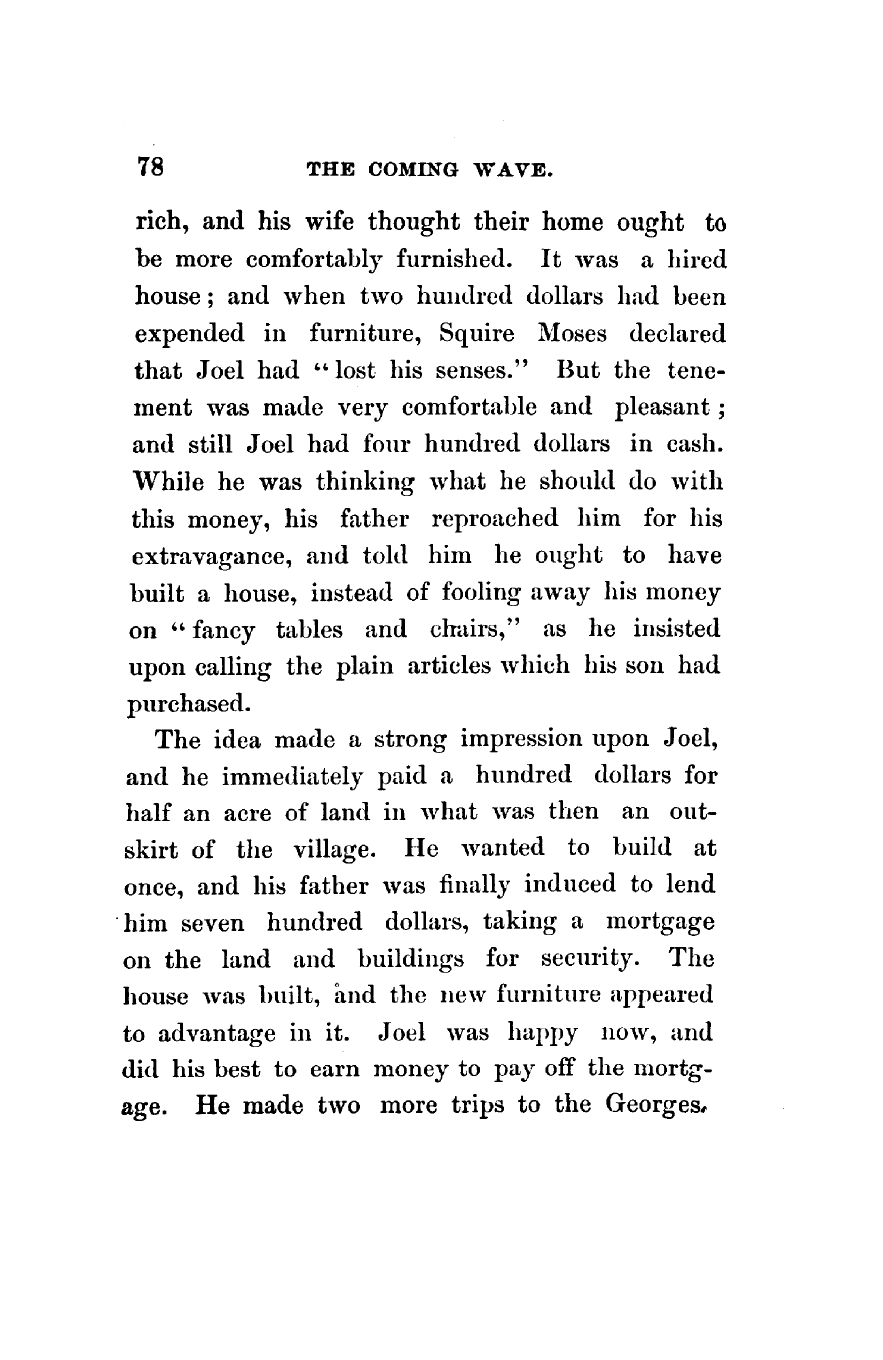 78 THE COMING WAVE.
rich, and his wife thought their home ought to
be more comfortably furnished. It was a hired
house; and when two hundred dollars had been
expended in furniture, Squire Moses declared
that Joel had “lost his senses.” But the tene-
ment was made very comfortable and pleasant;
and still Joel had four hundred dollars in cash.
While he was thinking what he should do with
this money, his father reproached him for his
extravagance, and told him he ought to have
built a house, instead of fooling away his money
on “fancy tables and chairs,” as he insisted
upon calling the plain articles which his son had
purchased.
The idea made a strong impression upon Joel,
and he immediately paid a hundred dollars for
half an acre of land in what was then an out-
skirt of the village. He wanted to build at
once, and his father was finally induced to lend
him seven hundred dollars, taking a mortgage
on the land and buildings for security. The
house was built, and the new furniture appeared
to advantage in it. Joel was happy now, and
did his best to earn money to pay off the mortg-
age. He made two more trips to the Georges,